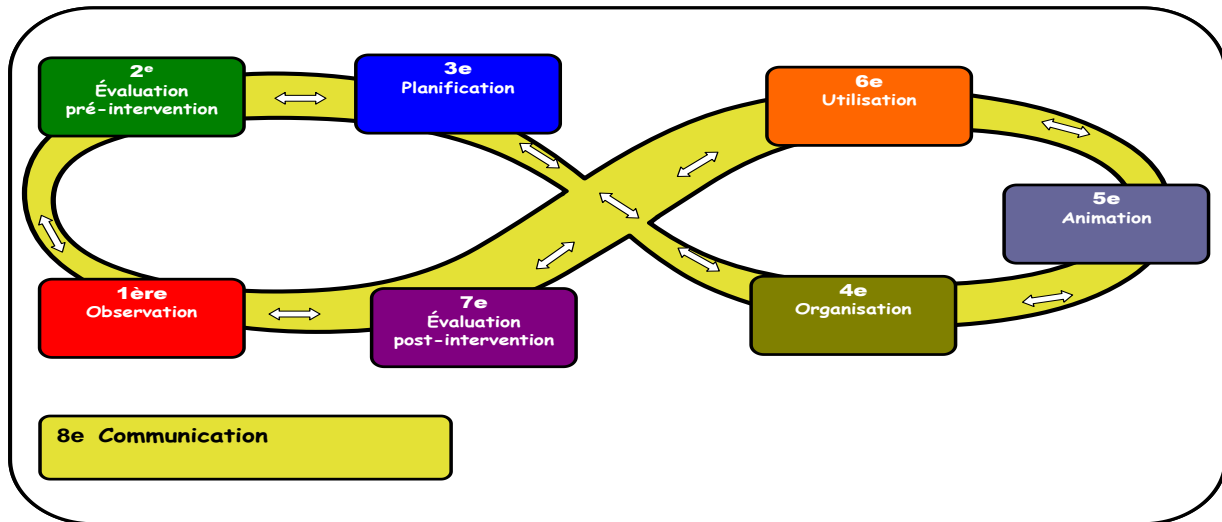 2e
Évaluation
pré-intervention
3e
Planification
6e
Utilisation
5e
Animation
1ère
Observation
7e
Évaluation
post-intervention
4e
Organisation
8e Communication